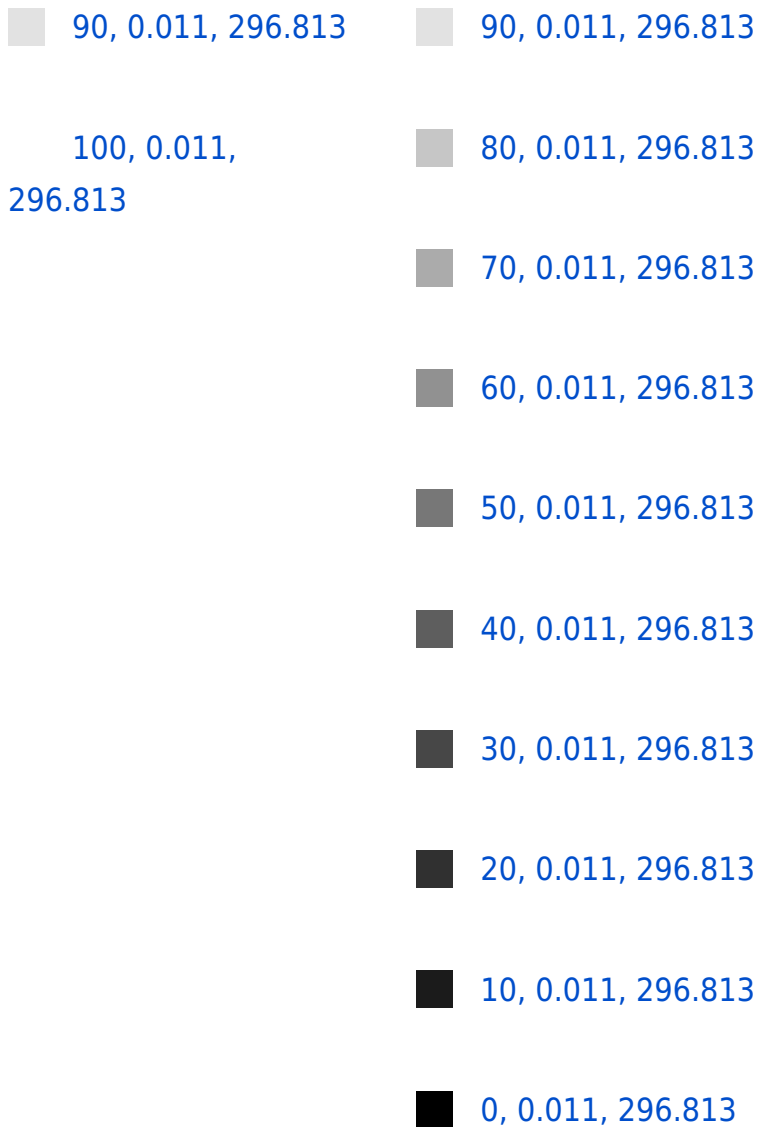 90, 0.011, 296.813
100, 0.011,
296.813
90, 0.011, 296.813
80, 0.011, 296.813
70, 0.011, 296.813
60, 0.011, 296.813
50, 0.011, 296.813
40, 0.011, 296.813
30, 0.011, 296.813
20, 0.011, 296.813
10, 0.011, 296.813
0, 0.011, 296.813